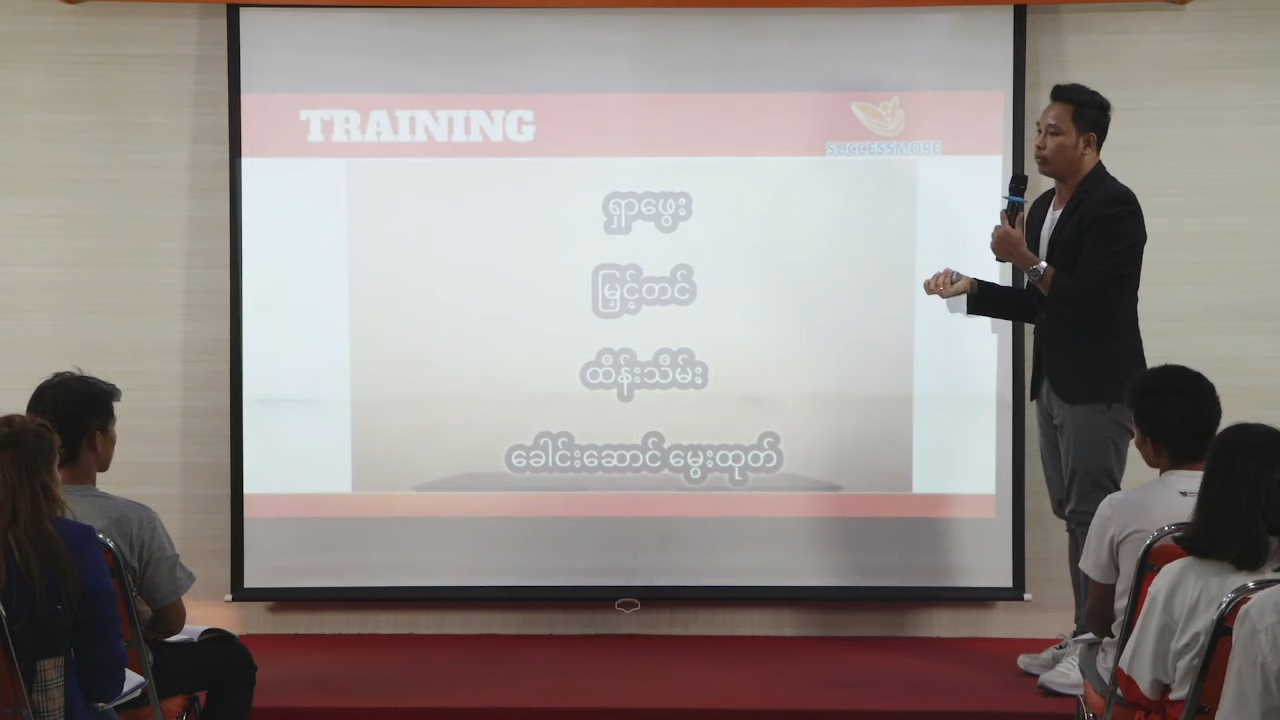 TRAINING
SUCCESSMORE
ရှာဖွေး
မြှင့်တင်
ထိန်းသိမ်း
ခေါင်းဆောင် မွေးထုတ်